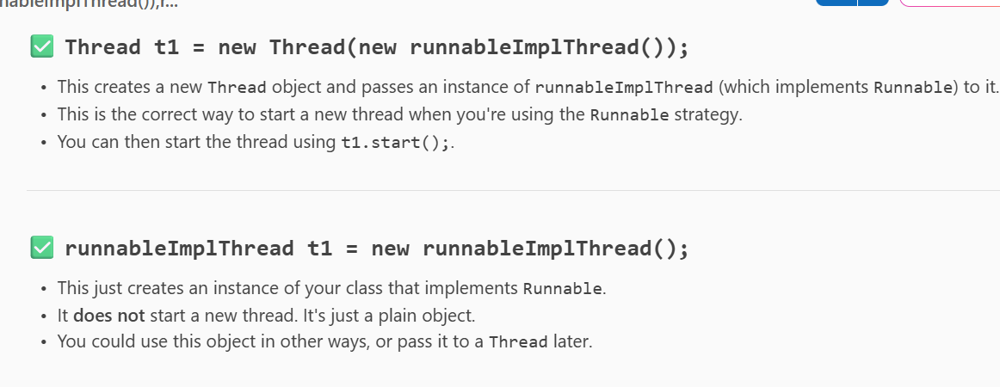 Thread t1 = new Thread(new runnableImplThread());
• This creates a new Thread object and passes an instance of runnableImplThread (which implements Runnable) to it.
• This is the correct way to start a new thread when you're using the Runnable strategy.
• You can then start the thread using t1.start();.
runnableImplThread t1 = new runnableImplThread();
• This just creates an instance of your class that implements Runnable.
• It does not start a new thread. It's just a plain object.
• You could use this object in other ways, or pass it to a Thread later.